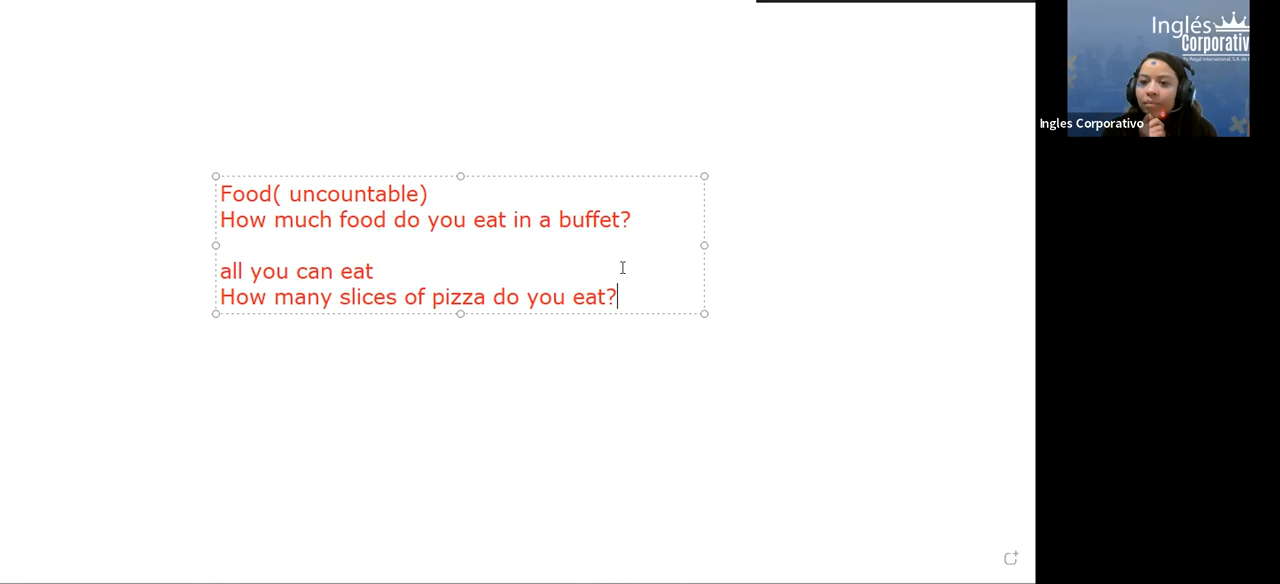 Food( uncountable)
How much food do you eat in a buffet?
all you can eat
How many slices of pizza do you eat?
Inglés
Corporativ
Ingles Corporativo